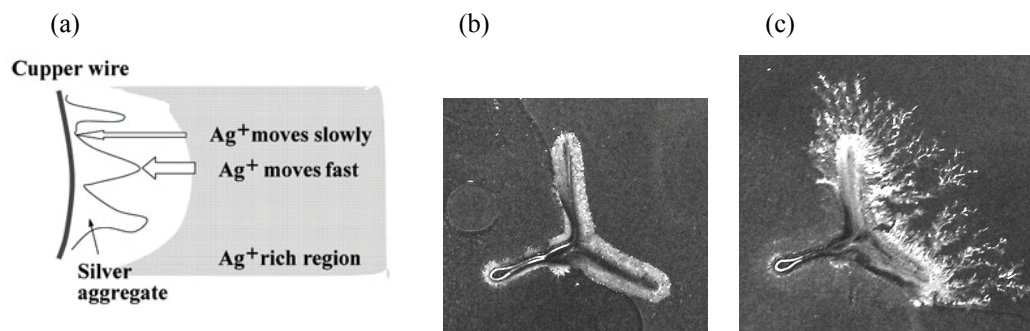 (a)
(b)
(c)
Cupper wire
Ag+ moves slowly
Ag+ moves fast
Ag+ rich region
Silver
aggregate